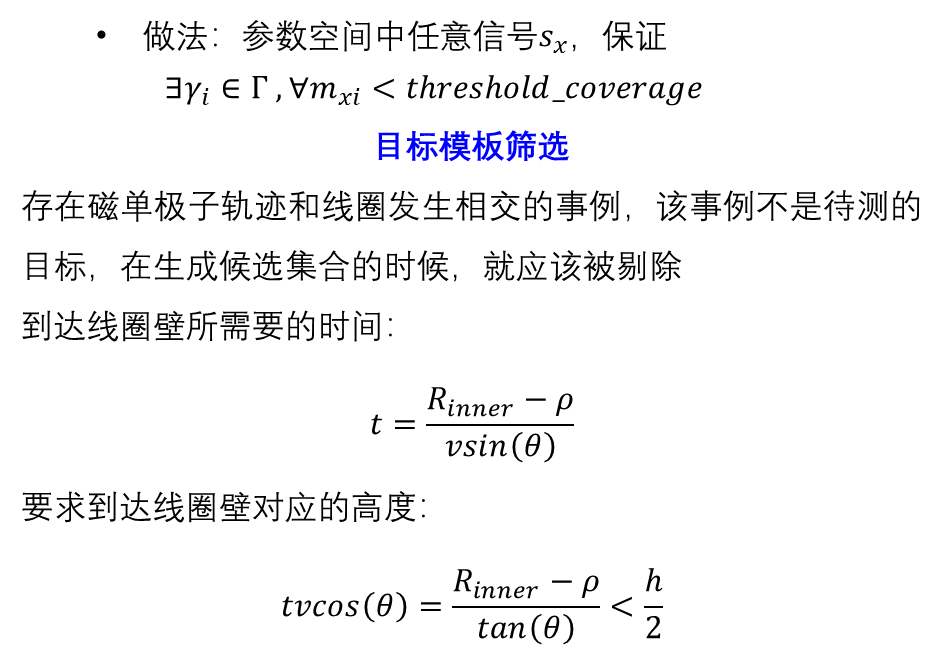 • 做法：参数空间中任意信号𝑠ₓ，保证
∃γᵢ ∈ Γ , ∀mₓᵢ < threshold_coverage
目标模板筛选
存在磁单极子轨迹和线圈发生相交的事例，该事例不是待测的
目标，在生成候选集合的时候，就应该被剔除
到达线圈壁所需要的时间：
t = (R_inner − ρ) / (vsin(θ))
要求到达线圈壁对应的高度：
tvcos(θ) = (R_inner − ρ) / (tan(θ)) < h/2